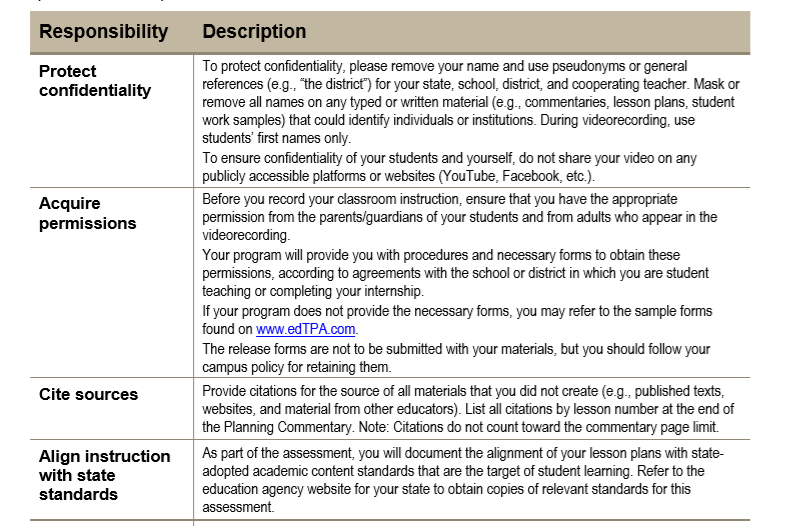 Responsibility Description
Protect confidentiality
To protect confidentiality, please remove your name and use pseudonyms or general
references (e.g., “the district”) for your state, school, district, and cooperating teacher. Mask or
remove all names on any typed or written material (e.g., commentaries, lesson plans, student
work samples) that could identify individuals or institutions. During videorecording, use
students’ first names only.
To ensure confidentiality of your students and yourself, do not share your video on any
publicly accessible platforms or websites (YouTube, Facebook, etc.).
Acquire
permissions
Before you record your classroom instruction, ensure that you have the appropriate
permission from the parents/guardians of your students and from adults who appear in the
videorecording.
Your program will provide you with procedures and necessary forms to obtain these
permissions, according to agreements with the school or district in which you are student
teaching or completing your internship.
If your program does not provide the necessary forms, you may refer to the sample forms
found on www.edTPA.com.
The release forms are not to be submitted with your materials, but you should follow your
campus policy for retaining them.
Cite sources
Provide citations for the source of all materials that you did not create (e.g., published texts,
websites, and material from other educators). List all citations by lesson number at the end of
the Planning Commentary. Note: Citations do not count toward the commentary page limit.
Align instruction
with state
standards
As part of the assessment, you will document the alignment of your lesson plans with state-
adopted academic content standards that are the target of student learning. Refer to the
education agency website for your state to obtain copies of relevant standards for this
assessment.